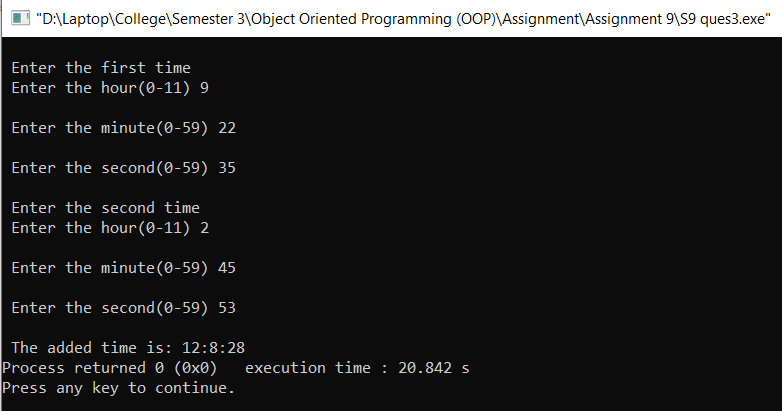 "D:\Laptop\College\Semester 3\Object Oriented Programming (OOP)\Assignment\Assignment 9\S9 ques3.exe"
Enter the first time
Enter the hour(0-11) 9
Enter the minute(0-59) 22
Enter the second(0-59) 35
Enter the second time
Enter the hour(0-11) 2
Enter the minute(0-59) 45
Enter the second(0-59) 53
The added time is: 12:8:28
Process returned 0 (0x0)   execution time : 20.842 s
Press any key to continue.